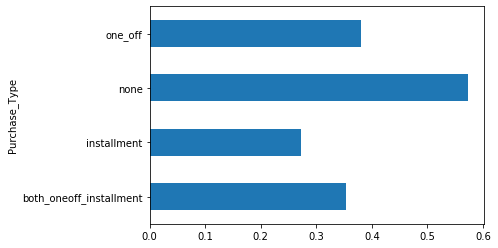 Purchase_Type
one_off
none
installment
both_oneoff_installment
0.0 0.1 0.2 0.3 0.4 0.5 0.6